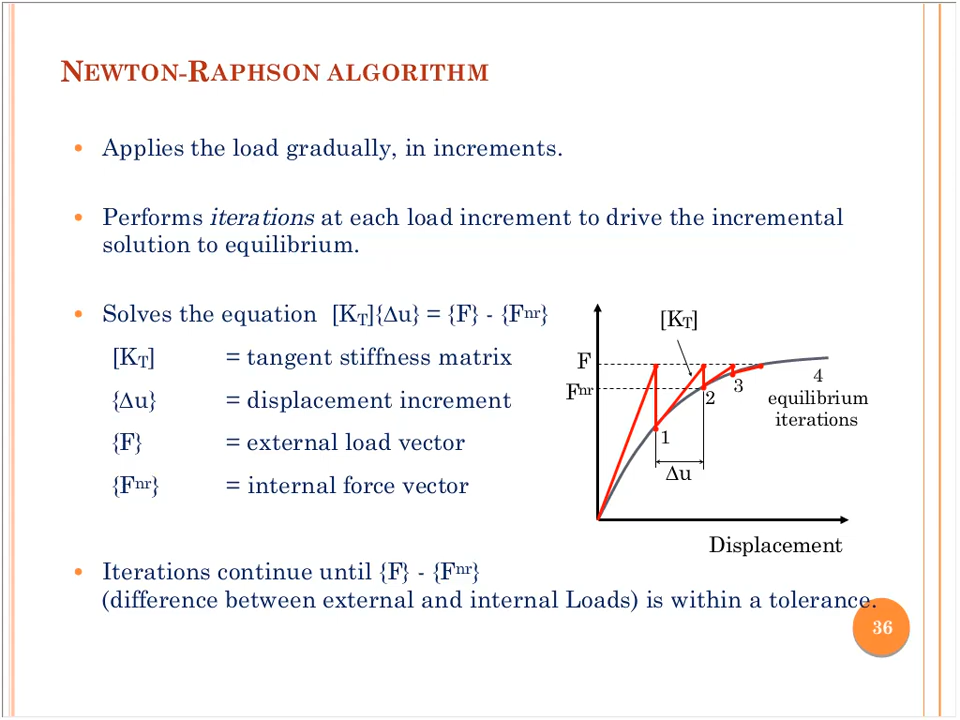 NEWTON-RAPHSON ALGORITHM
• Applies the load gradually, in increments.
• Performs iterations at each load increment to drive the incremental
solution to equilibrium.
• Solves the equation [KT]{Δu} = {F} - {Fnr}
[KT] = tangent stiffness matrix
{Δu} = displacement increment
{F} = external load vector
{Fnr} = internal force vector
[KT]
F
Fnr
1
2
3
4
equilibrium
iterations
Δu
Displacement
• Iterations continue until {F} - {Fnr}
(difference between external and internal Loads) is within a tolerance.
36